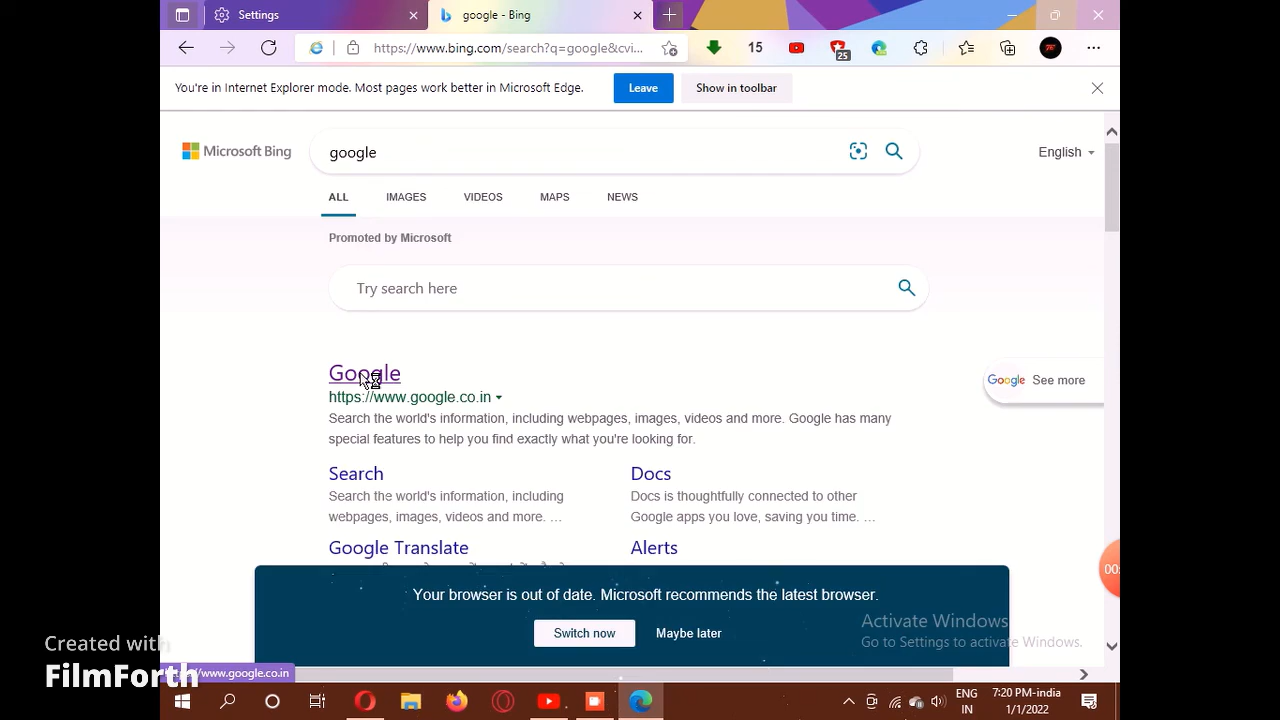 Settings
google - Bing
https://www.bing.com/search?q=google&cvi...
15
25
You're in Internet Explorer mode. Most pages work better in Microsoft Edge.
Leave
Show in toolbar
Microsoft Bing
google
English
ALL
IMAGES
VIDEOS
MAPS
NEWS
Promoted by Microsoft
Try search here
Google
https://www.google.co.in
Google See more
Search the world's information, including webpages, images, videos and more. Google has many
special features to help you find exactly what you're looking for.
Search
Search the world's information, including
webpages, images, videos and more. ...
Docs
Docs is thoughtfully connected to other
Google apps you love, saving you time. ...
Google Translate
Alerts
Your browser is out of date. Microsoft recommends the latest browser.
Switch now
Maybe later
Activate Windows
Go to Settings to activate Windows.
Created with
FilmForth
www.google.co.in
ENG
IN
7:20 PM-india
1/1/2022